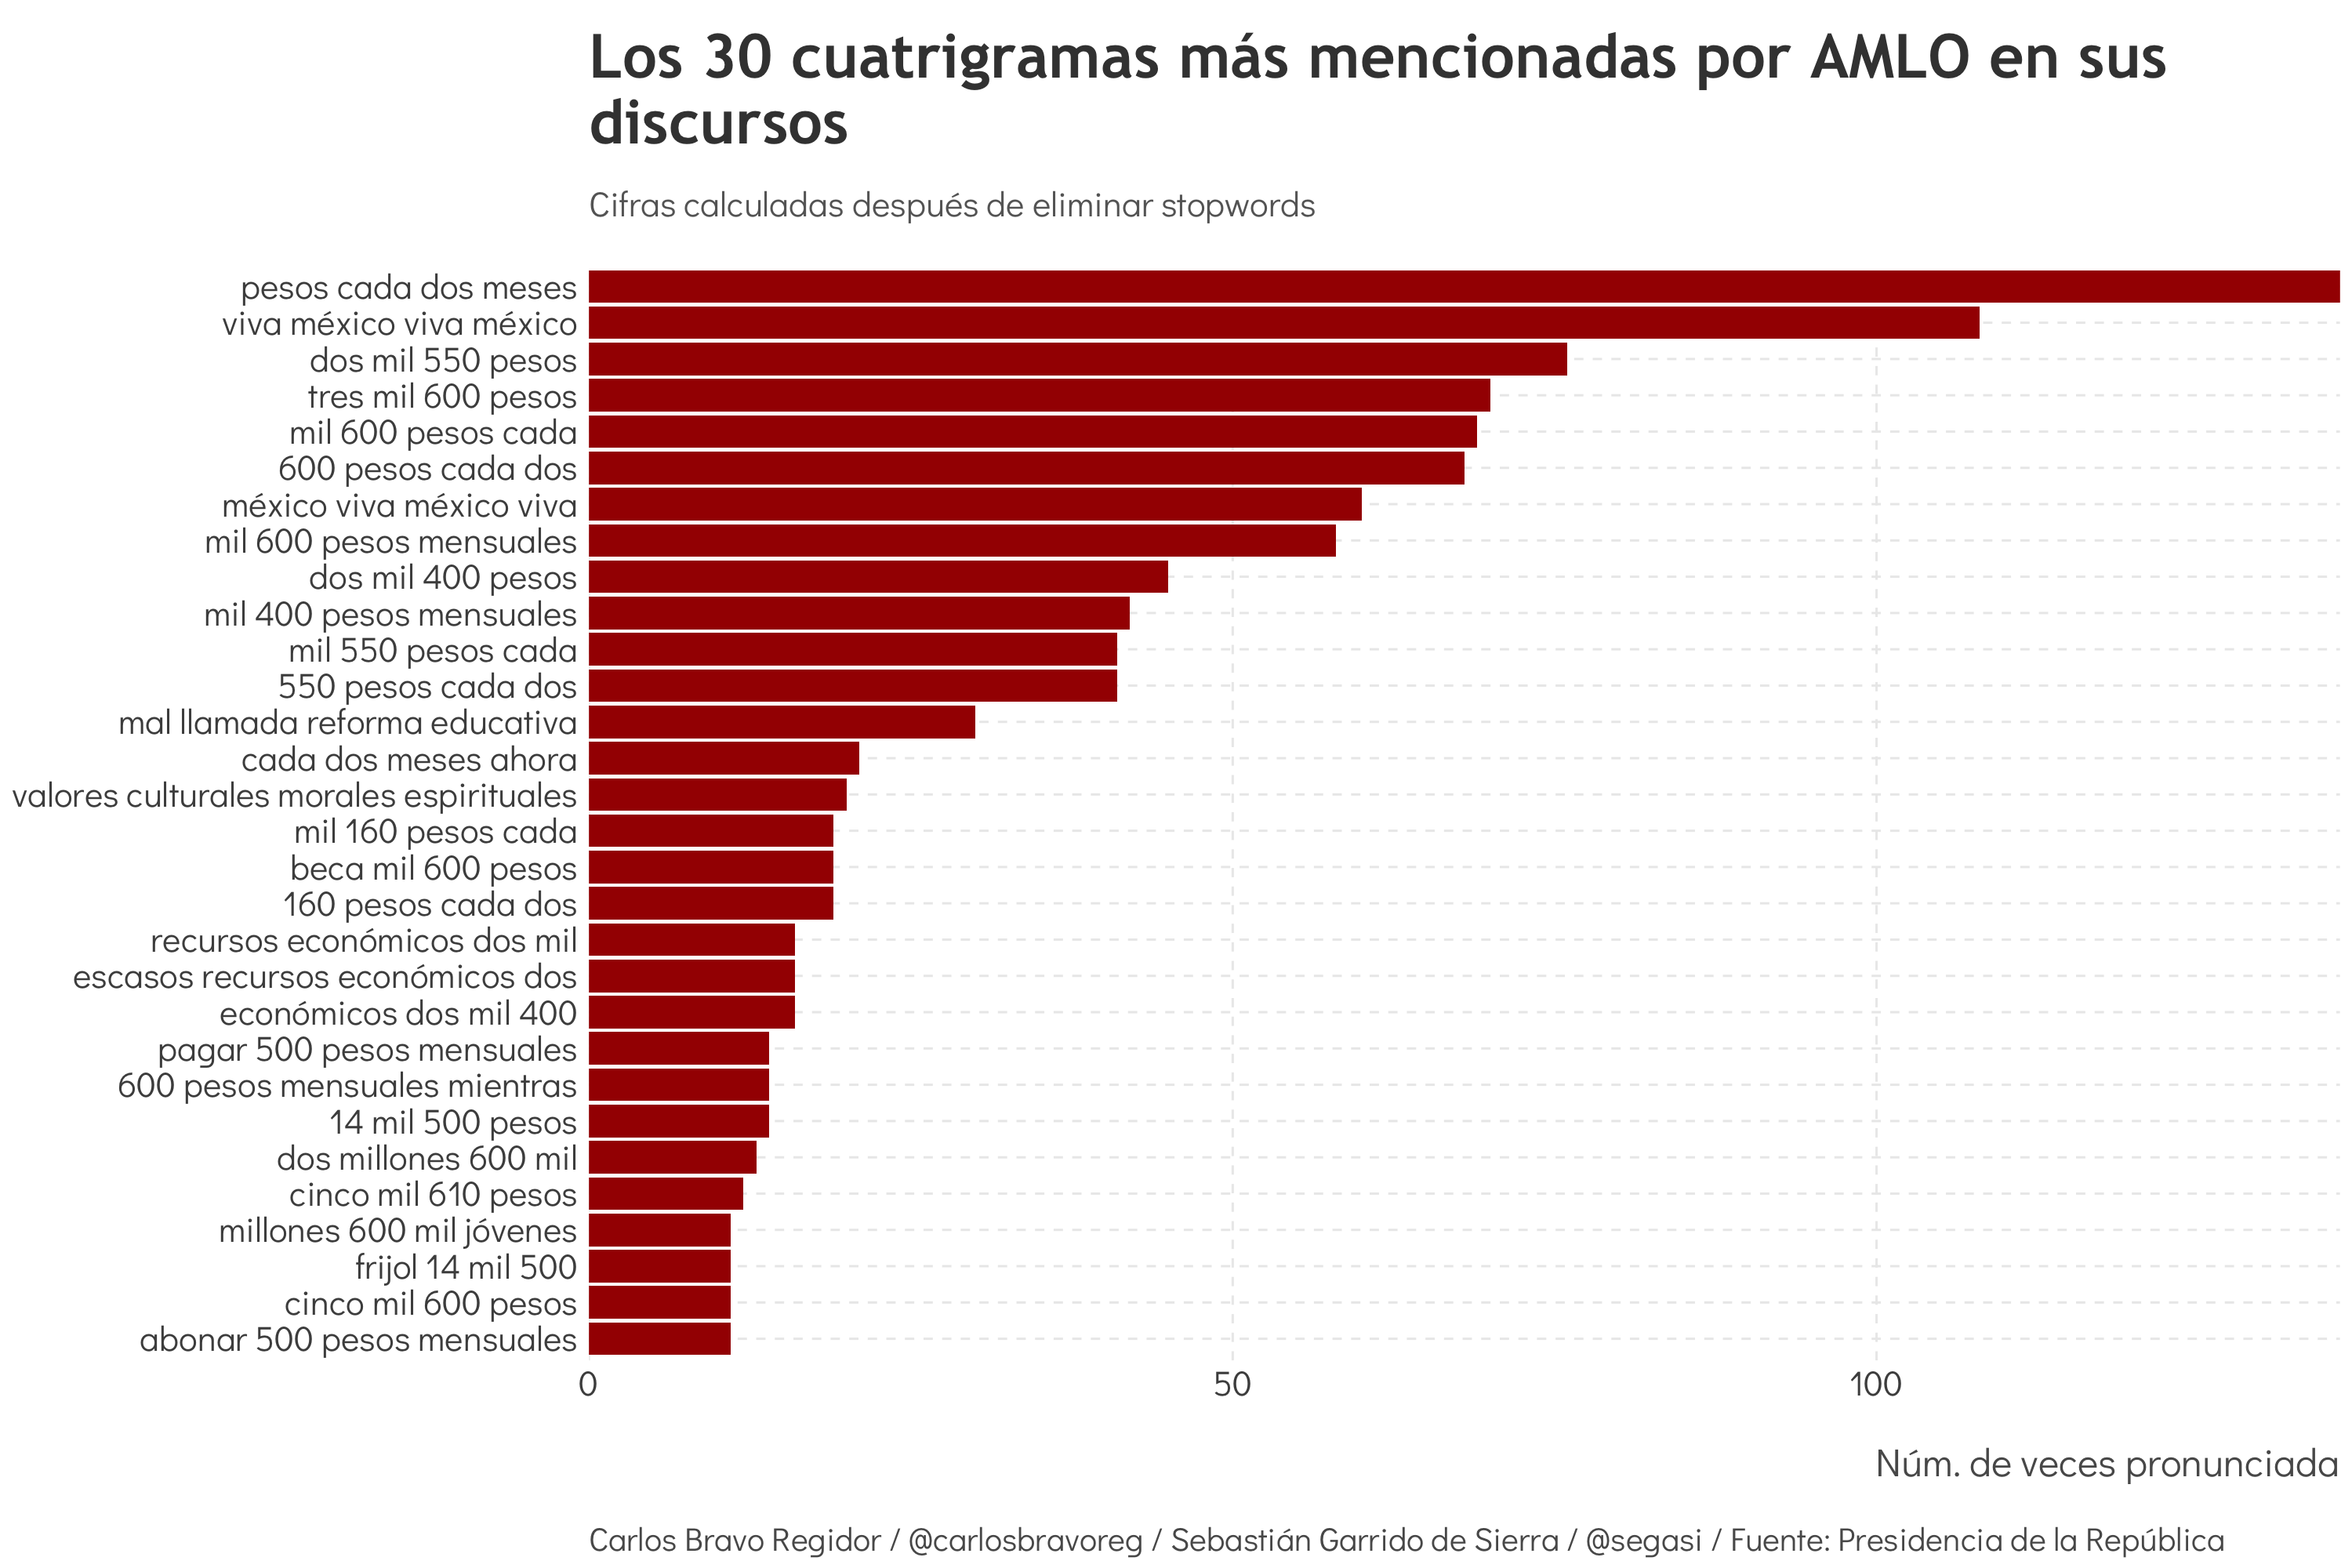 Los 30 cuatrigramas más mencionadas por AMLO en sus
discursos
Cifras calculadas después de eliminar stopwords
pesos cada dos meses
viva méxico viva méxico
dos mil 550 pesos
tres mil 600 pesos
mil 600 pesos cada
600 pesos cada dos
méxico viva méxico viva
mil 600 pesos mensuales
dos mil 400 pesos
mil 400 pesos mensuales
mil 550 pesos cada
550 pesos cada dos
mal llamada reforma educativa
cada dos meses ahora
valores culturales morales espirituales
mil 160 pesos cada
beca mil 600 pesos
160 pesos cada dos
recursos económicos dos mil
escasos recursos económicos dos
económicos dos mil 400
pagar 500 pesos mensuales
600 pesos mensuales mientras
14 mil 500 pesos
dos millones 600 mil
cinco mil 610 pesos
millones 600 mil jóvenes
frijol 14 mil 500
cinco mil 600 pesos
abonar 500 pesos mensuales
0 50 100
Núm. de veces pronunciada
Carlos Bravo Regidor / @carlosbravoreg / Sebastián Garrido de Sierra / @segasi / Fuente: Presidencia de la República